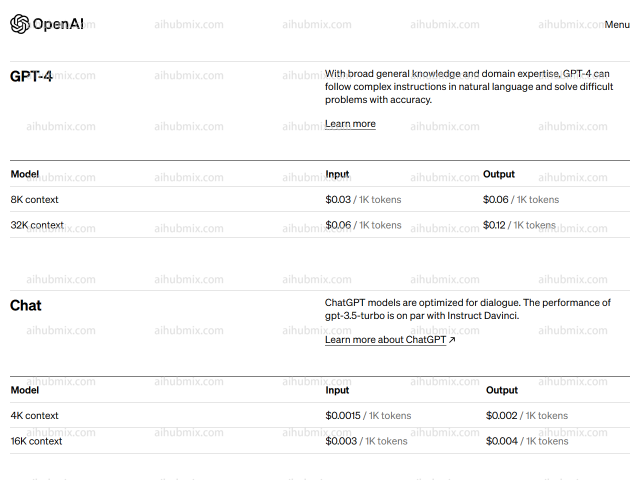 OpenAI
Menu
GPT-4
With broad general knowledge and domain expertise, GPT-4 can
follow complex instructions in natural language and solve difficult
problems with accuracy.
Learn more
Model Input Output
8K context $0.03 / 1K tokens $0.06 / 1K tokens
32K context $0.06 / 1K tokens $0.12 / 1K tokens
Chat
ChatGPT models are optimized for dialogue. The performance of
gpt-3.5-turbo is on par with Instruct Davinci.
Learn more about ChatGPT ↗
Model Input Output
4K context $0.0015 / 1K tokens $0.002 / 1K tokens
16K context $0.003 / 1K tokens $0.004 / 1K tokens
aihubmix.com